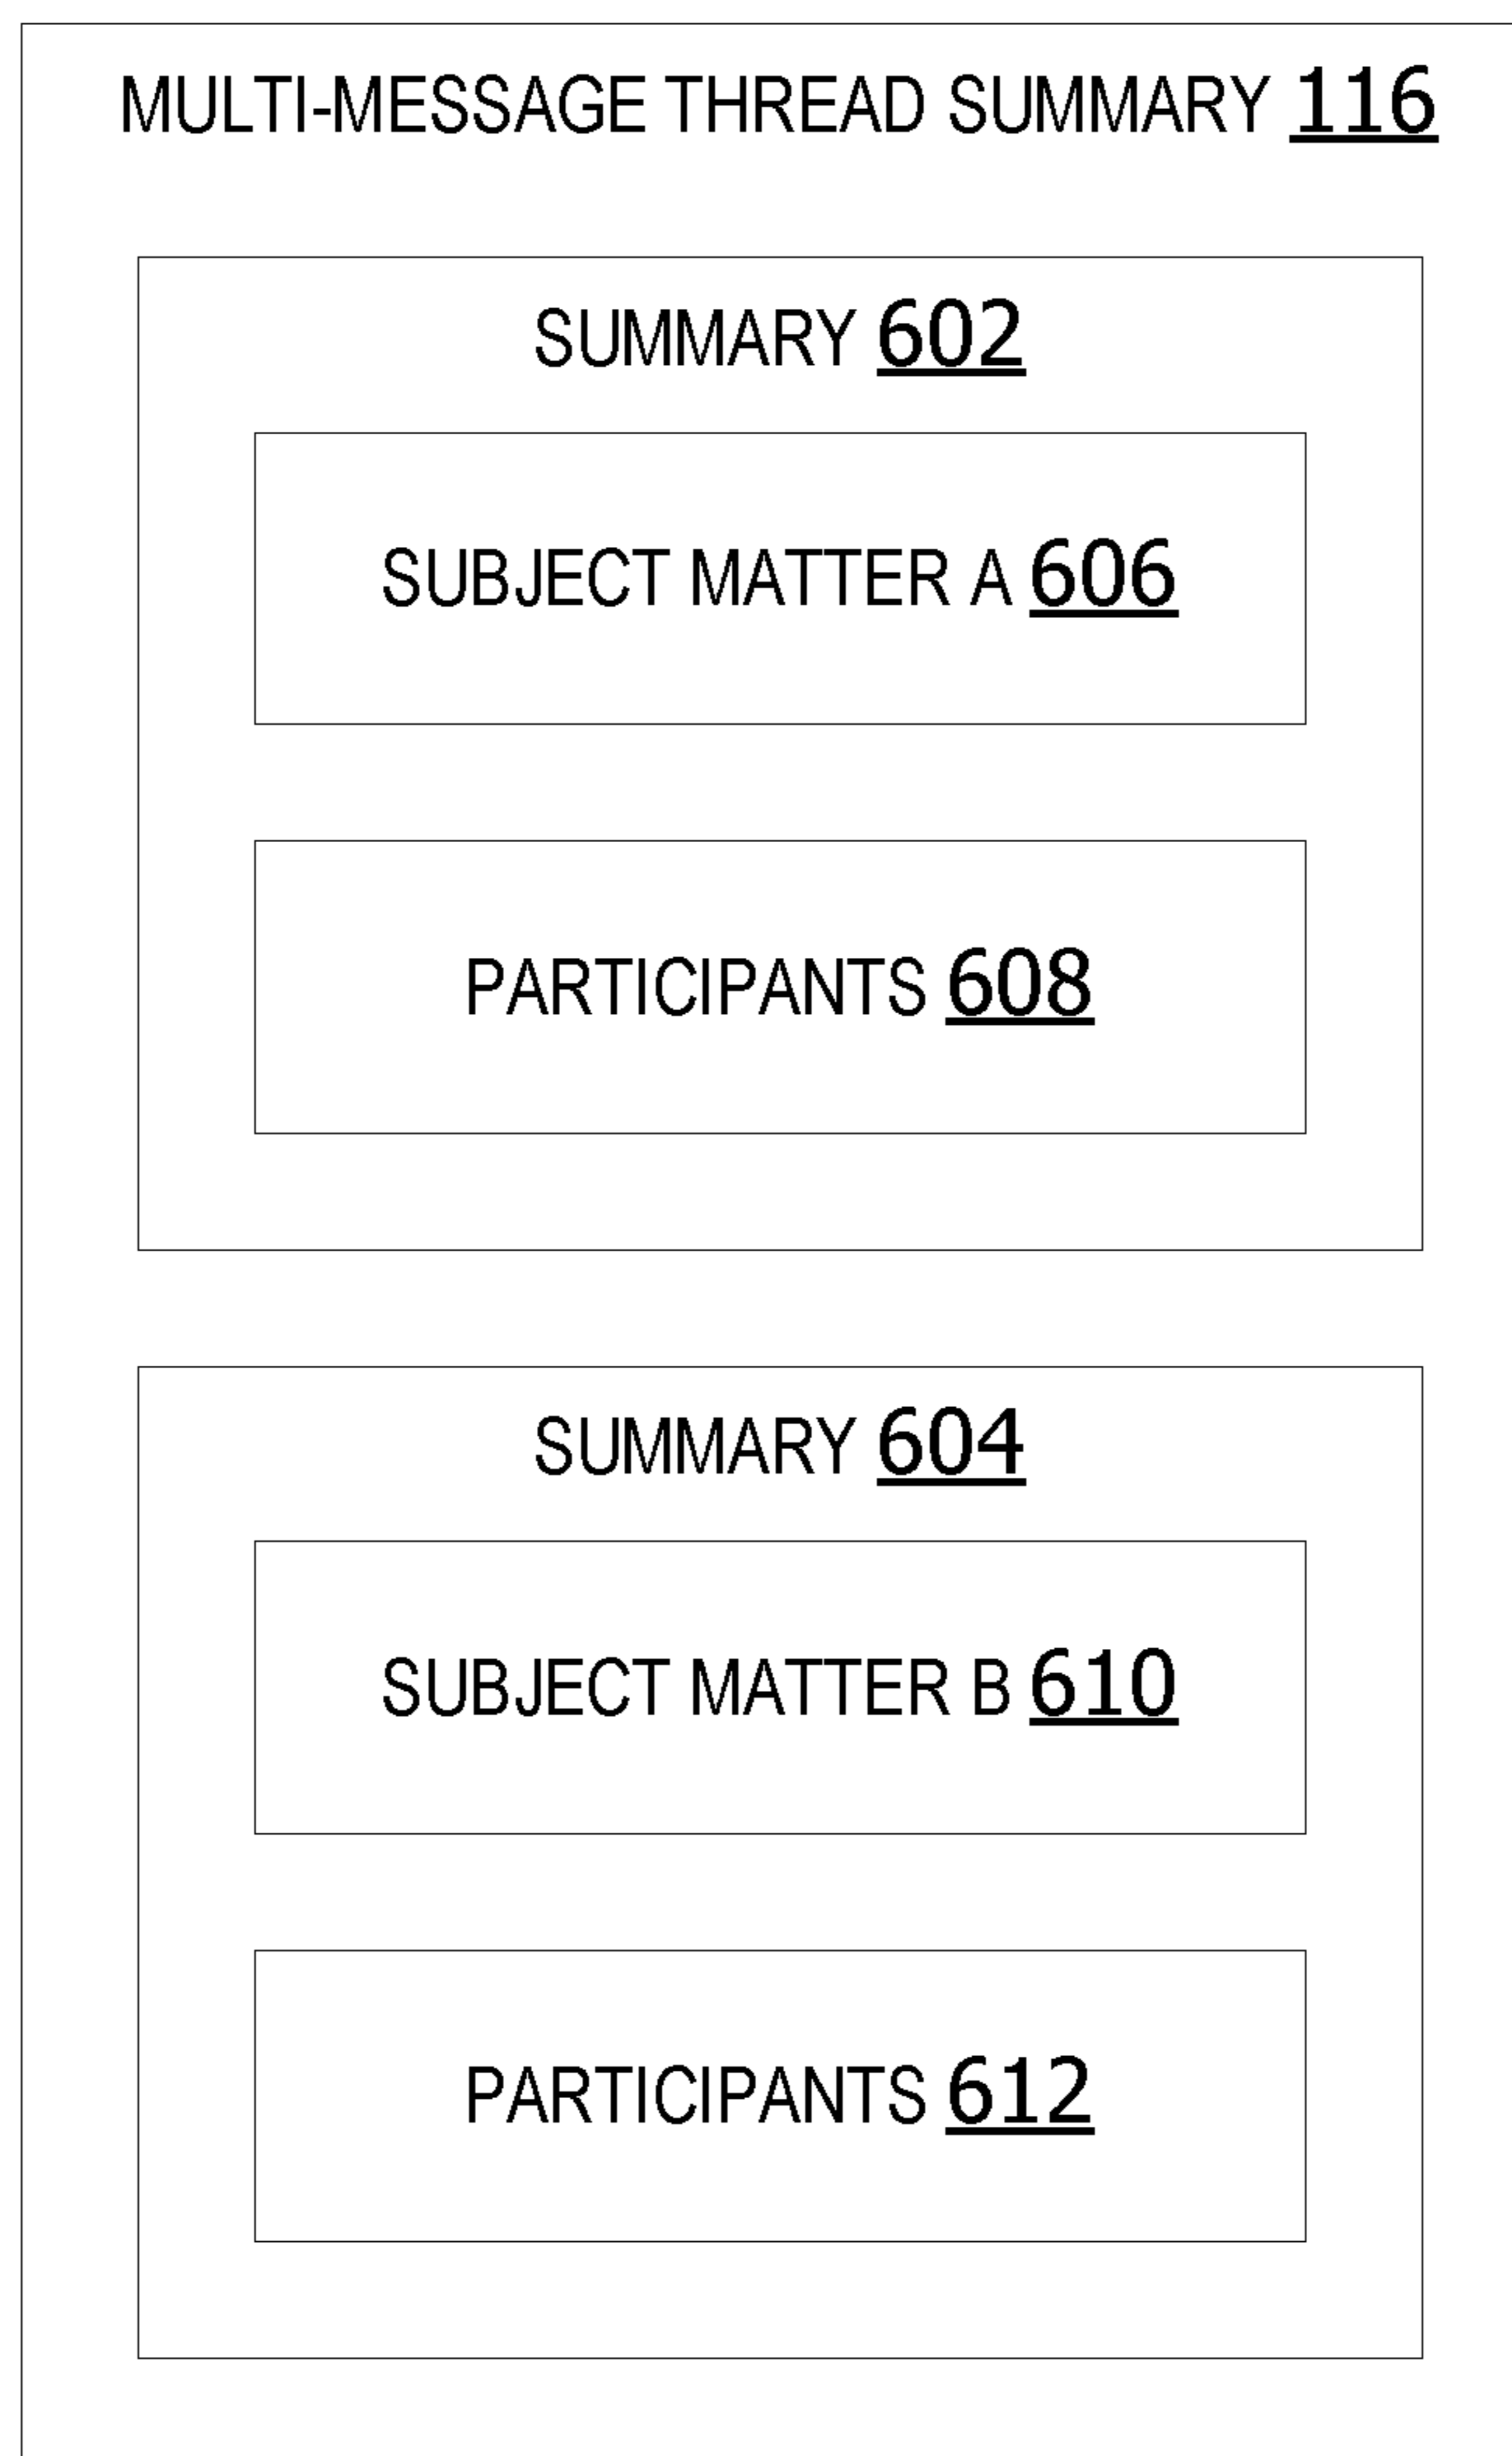 MULTI-MESSAGE THREAD SUMMARY 116
SUMMARY 602
SUBJECT MATTER A 606
PARTICIPANTS 608
SUMMARY 604
SUBJECT MATTER B 610
PARTICIPANTS 612